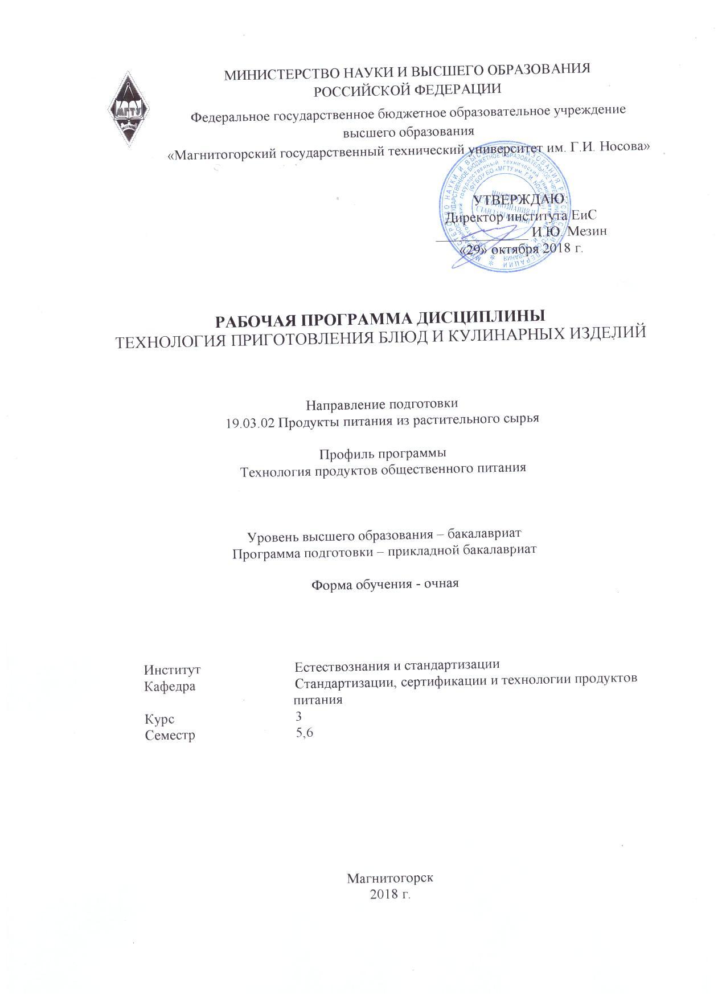 МИНИСТЕРСТВО НАУКИ И ВЫСШЕГО ОБРАЗОВАНИЯ
РОССИЙСКОЙ ФЕДЕРАЦИИ
Федеральное государственное бюджетное образовательное учреждение
высшего образования
«Магнитогорский государственный технический университет им. Г.И. Носова»
МГТУ
УТВЕРЖДАЮ:
Директор института ЕиС
И.Ю. Мезин
«29» октября 2018 г.
РАБОЧАЯ ПРОГРАММА ДИСЦИПЛИНЫ
ТЕХНОЛОГИЯ ПРИГОТОВЛЕНИЯ БЛЮД И КУЛИНАРНЫХ ИЗДЕЛИЙ
Направление подготовки
19.03.02 Продукты питания из растительного сырья
Профиль программы
Технология продуктов общественного питания
Уровень высшего образования – бакалавриат
Программа подготовки – прикладной бакалавриат
Форма обучения - очная
Институт Естествознания и стандартизации
Кафедра Стандартизации, сертификации и технологии продуктов
питания
Курс 3
Семестр 5,6
Магнитогорск
2018 г.